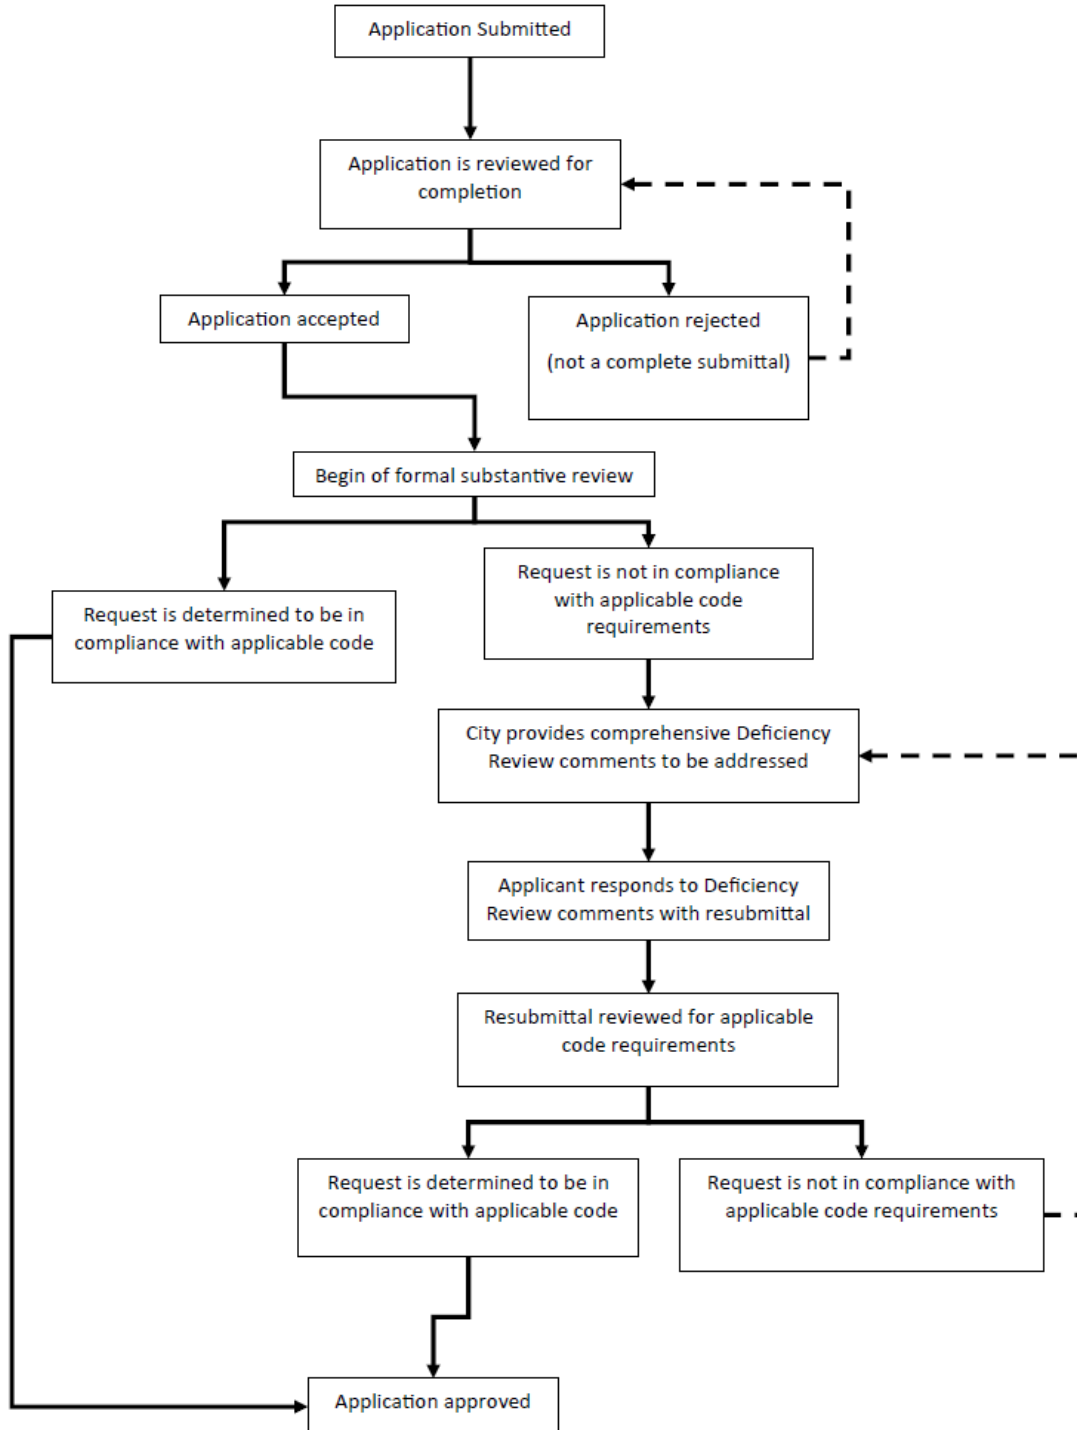 Application Submitted
Application is reviewed for
completion
Application accepted
Application rejected
(not a complete submittal)
Begin of formal substantive review
Request is determined to be in
compliance with applicable code
Request is not in compliance
with applicable code
requirements
City provides comprehensive Deficiency
Review comments to be addressed
Applicant responds to Deficiency
Review comments with resubmittal
Resubmittal reviewed for applicable
code requirements
Request is determined to be in
compliance with applicable code
Request is not in compliance with
applicable code requirements
Application approved